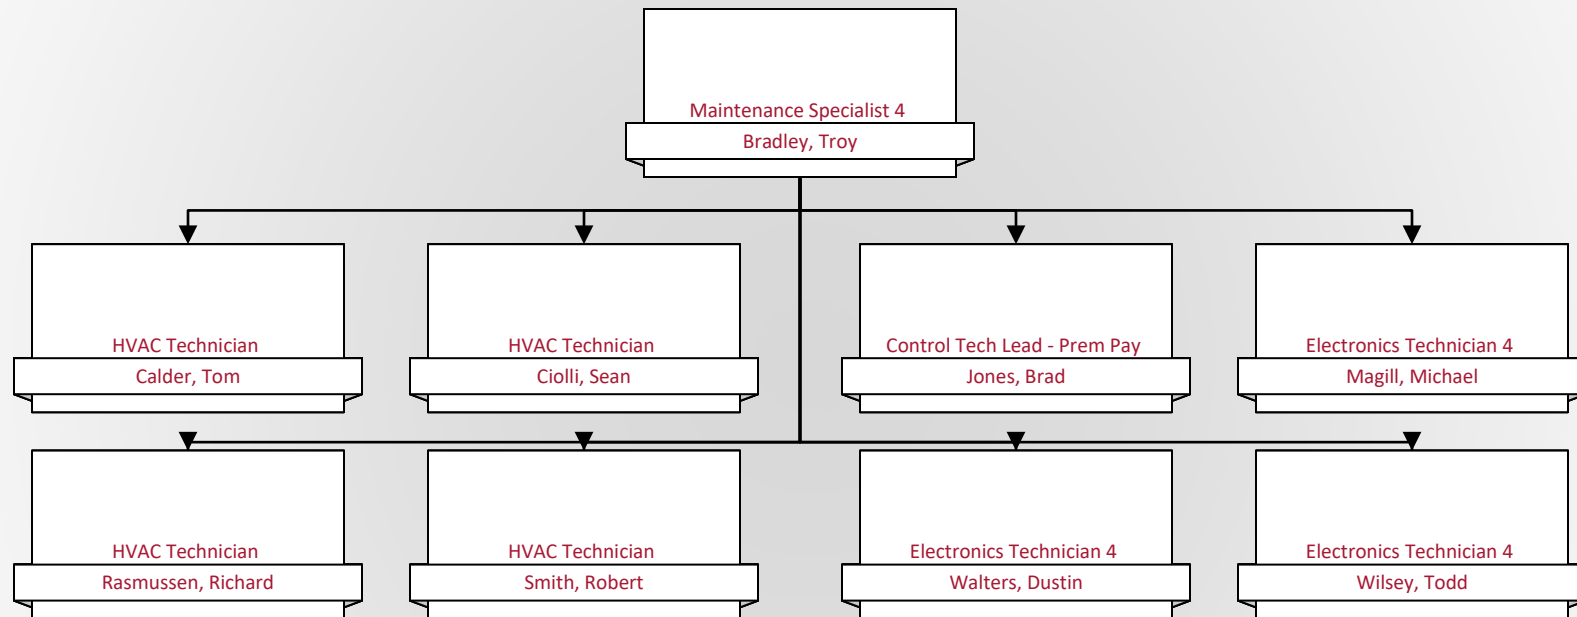 Maintenance Specialist 4
Bradley, Troy
HVAC Technician
Calder, Tom
HVAC Technician
Ciolli, Sean
Control Tech Lead - Prem Pay
Jones, Brad
Electronics Technician 4
Magill, Michael
HVAC Technician
Rasmussen, Richard
HVAC Technician
Smith, Robert
Electronics Technician 4
Walters, Dustin
Electronics Technician 4
Wilsey, Todd